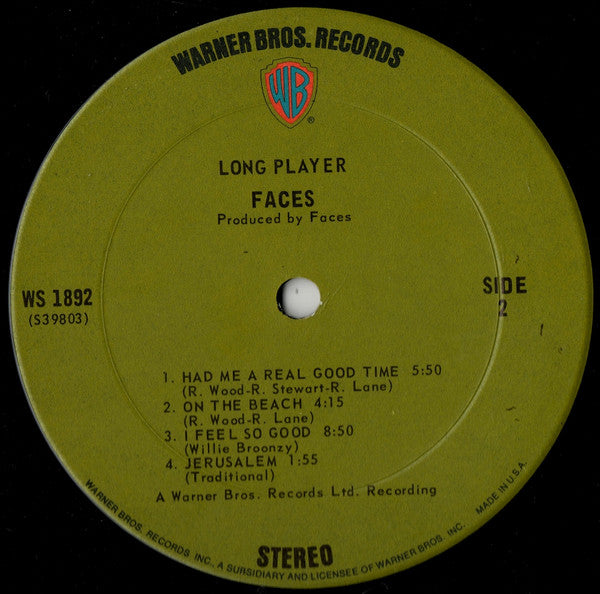 WARNER BROS. RECORDS
WB
®
LONG PLAYER
FACES
Produced by Faces
WS 1892
(S39803)
SIDE
2
1. HAD ME A REAL GOOD TIME 5:50
(R. Wood-R. Stewart-R. Lane)
2. ON THE BEACH 4:15
(R. Wood-R. Lane)
3. I FEEL SO GOOD 8:50
(Willie Broonzy)
4. JERUSALEM 1:55
(Traditional)
A Warner Bros. Records Ltd. Recording
STEREO
WARNER BROS. RECORDS INC., A SUBSIDIARY AND LICENSEE OF WARNER BROS. INC. MADE IN U.S.A.